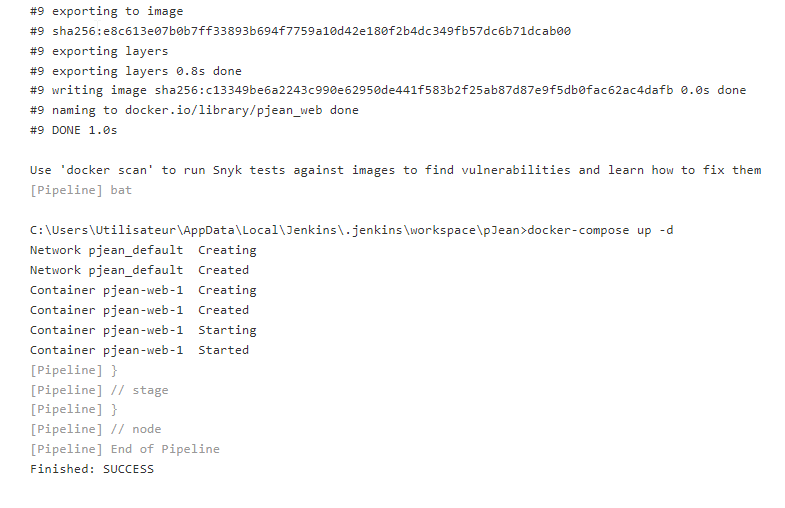 #9 exporting to image
#9 sha256:e8c613e07b0b7ff33893b694f7759a10d42e180f2b4dc349fb57dc6b71dcab00
#9 exporting layers
#9 exporting layers 0.8s done
#9 writing image sha256:c13349be6a2243c990e62950de441f583b2f25ab87d87e9f5db0fac62ac4dafb 0.0s done
#9 naming to docker.io/library/pjean_web done
#9 DONE 1.0s
Use 'docker scan' to run Snyk tests against images to find vulnerabilities and learn how to fix them
[Pipeline] bat
C:\Users\Utilisateur\AppData\Local\Jenkins\.jenkins\workspace\pJean>docker-compose up -d
Network pjean_default  Creating
Network pjean_default  Created
Container pjean-web-1  Creating
Container pjean-web-1  Created
Container pjean-web-1  Starting
Container pjean-web-1  Started
[Pipeline] }
[Pipeline] // stage
[Pipeline] }
[Pipeline] // node
[Pipeline] End of Pipeline
Finished: SUCCESS